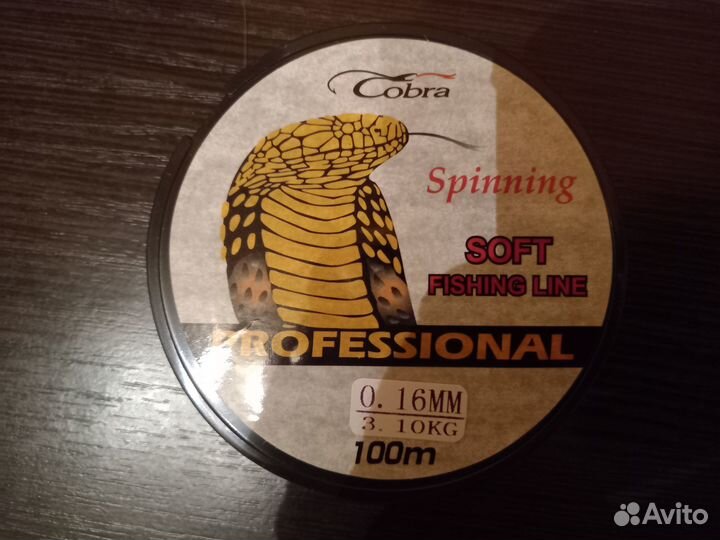 Cobra
Spinning
SOFT
FISHING LINE
PROFESSIONAL
0.16MM
3.10KG
100m
Avito